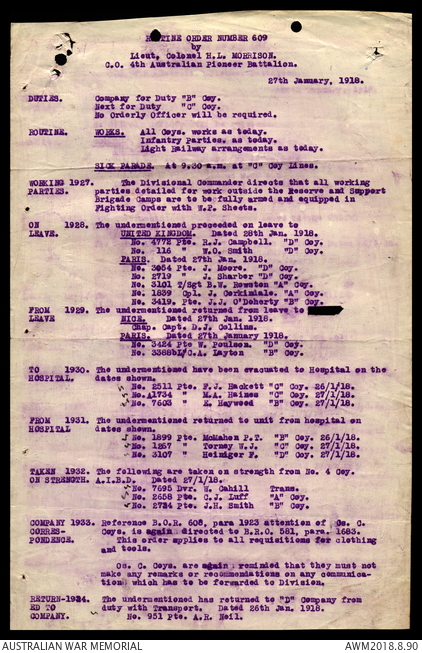 ROUTINE ORDER NUMBER 609
by
Lieut. Colonel H.L. MORRISON.
C.O. 4th Australian Pioneer Battalion.
27th January, 1918.
DUTIES. Company for Duty "B" Coy.
Next for Duty "C" Coy.
No Orderly Officer will be required.
ROUTINE. WORKS. All Coys. works as today.
Infantry Parties, as today.
Light Railway arrangements as today.
SICK PARADE. At 9.30 a.m. at "C" Coy Lines.
WORKING 1927. The Divisional Commander directs that all working
PARTIES. parties detailed for work outside the Reserve and Support
Brigade Camps are to be fully armed and equipped in
Fighting Order with W.P. Sheets.
ON 1928. The undermentioned proceeded on leave to
LEAVE. UNITED KINGDOM. Dated 28th Jan. 1918.
No. 4772 Pte. R.J. Campbell. "D" Coy.
No. 116 " W.O. Smith "D" Coy.
PARIS. Dated 27th Jan. 1918.
No. 3054 Pte. J. Moore. "D" Coy.
No. 2719 " J. Sharber "D" Coy.
No. 3101 T/Sgt B.W. Rowston "A" Coy.
No. 1839 Cpl. J. Corkindale. "A" Coy.
No. 3419. Pte. J.J. O'Doherty "B" Coy.
FROM 1929. The undermentioned returned from leave to
LEAVE NICE. Dated 27th Jan. 1918.
Chap. Capt. D.J. Collins.
PARIS. Dated 27th January 1918.
No. 3424 Pte W. Poulson. "D" Coy.
No. 3388 L/C.A. Layton "B" Coy.
TO 1930. The undermentioned have been evacuated to Hospital on the
HOSPITAL. dates shown.
No. 2511 Pte. F.J. Hackett "C" Coy. 26/1/18.
No. A1734 " M.A. Haines "C" Coy. 27/1/18.
No. 7603 " E. Haywood "B" Coy. 27/1/18.
FROM 1931. The undermentioned returned to unit from hospital on
HOSPITAL dates shown.
No. 1899 Pte. McMahen P.T. "B" Coy. 26/1/18.
No. 1267 " Torney W.J. "C" Coy. 27/1/18.
No. 3107 " Heiniger F. "D" Coy. 27/1/18.
TAKEN 1932. The following are taken on strength from No. 4 Coy.
ON STRENGTH. A.I.B.D. Dated 27/1/18.
No. 7695 Dvr. W. Cahill Trans.
No. 2658 Pte. C.J. Luff "A" Coy.
No. 2734 Pte J.H. Smith "B" Coy.
COMPANY 1933. Reference B.O.R. 608, para 1923 attention of Os. C.
CORRES- Coys. is again directed to B.R.O. 581, para. 1683.
PONDENCE. This order applies to all requisitions for clothing
and tools.
Os. C. Coys. are again reminded that they must not
make any remarks or recommendations on any communica-
tions which has to be forwarded to Division.
RETURN-1934. The undermentioned has returned to "D" Company from
ED TO duty with Transport. Dated 26th Jan. 1918.
COMPANY. No. 951 Pte. A.R. Neil.
AUSTRALIAN WAR MEMORIAL AWM2018.8.90